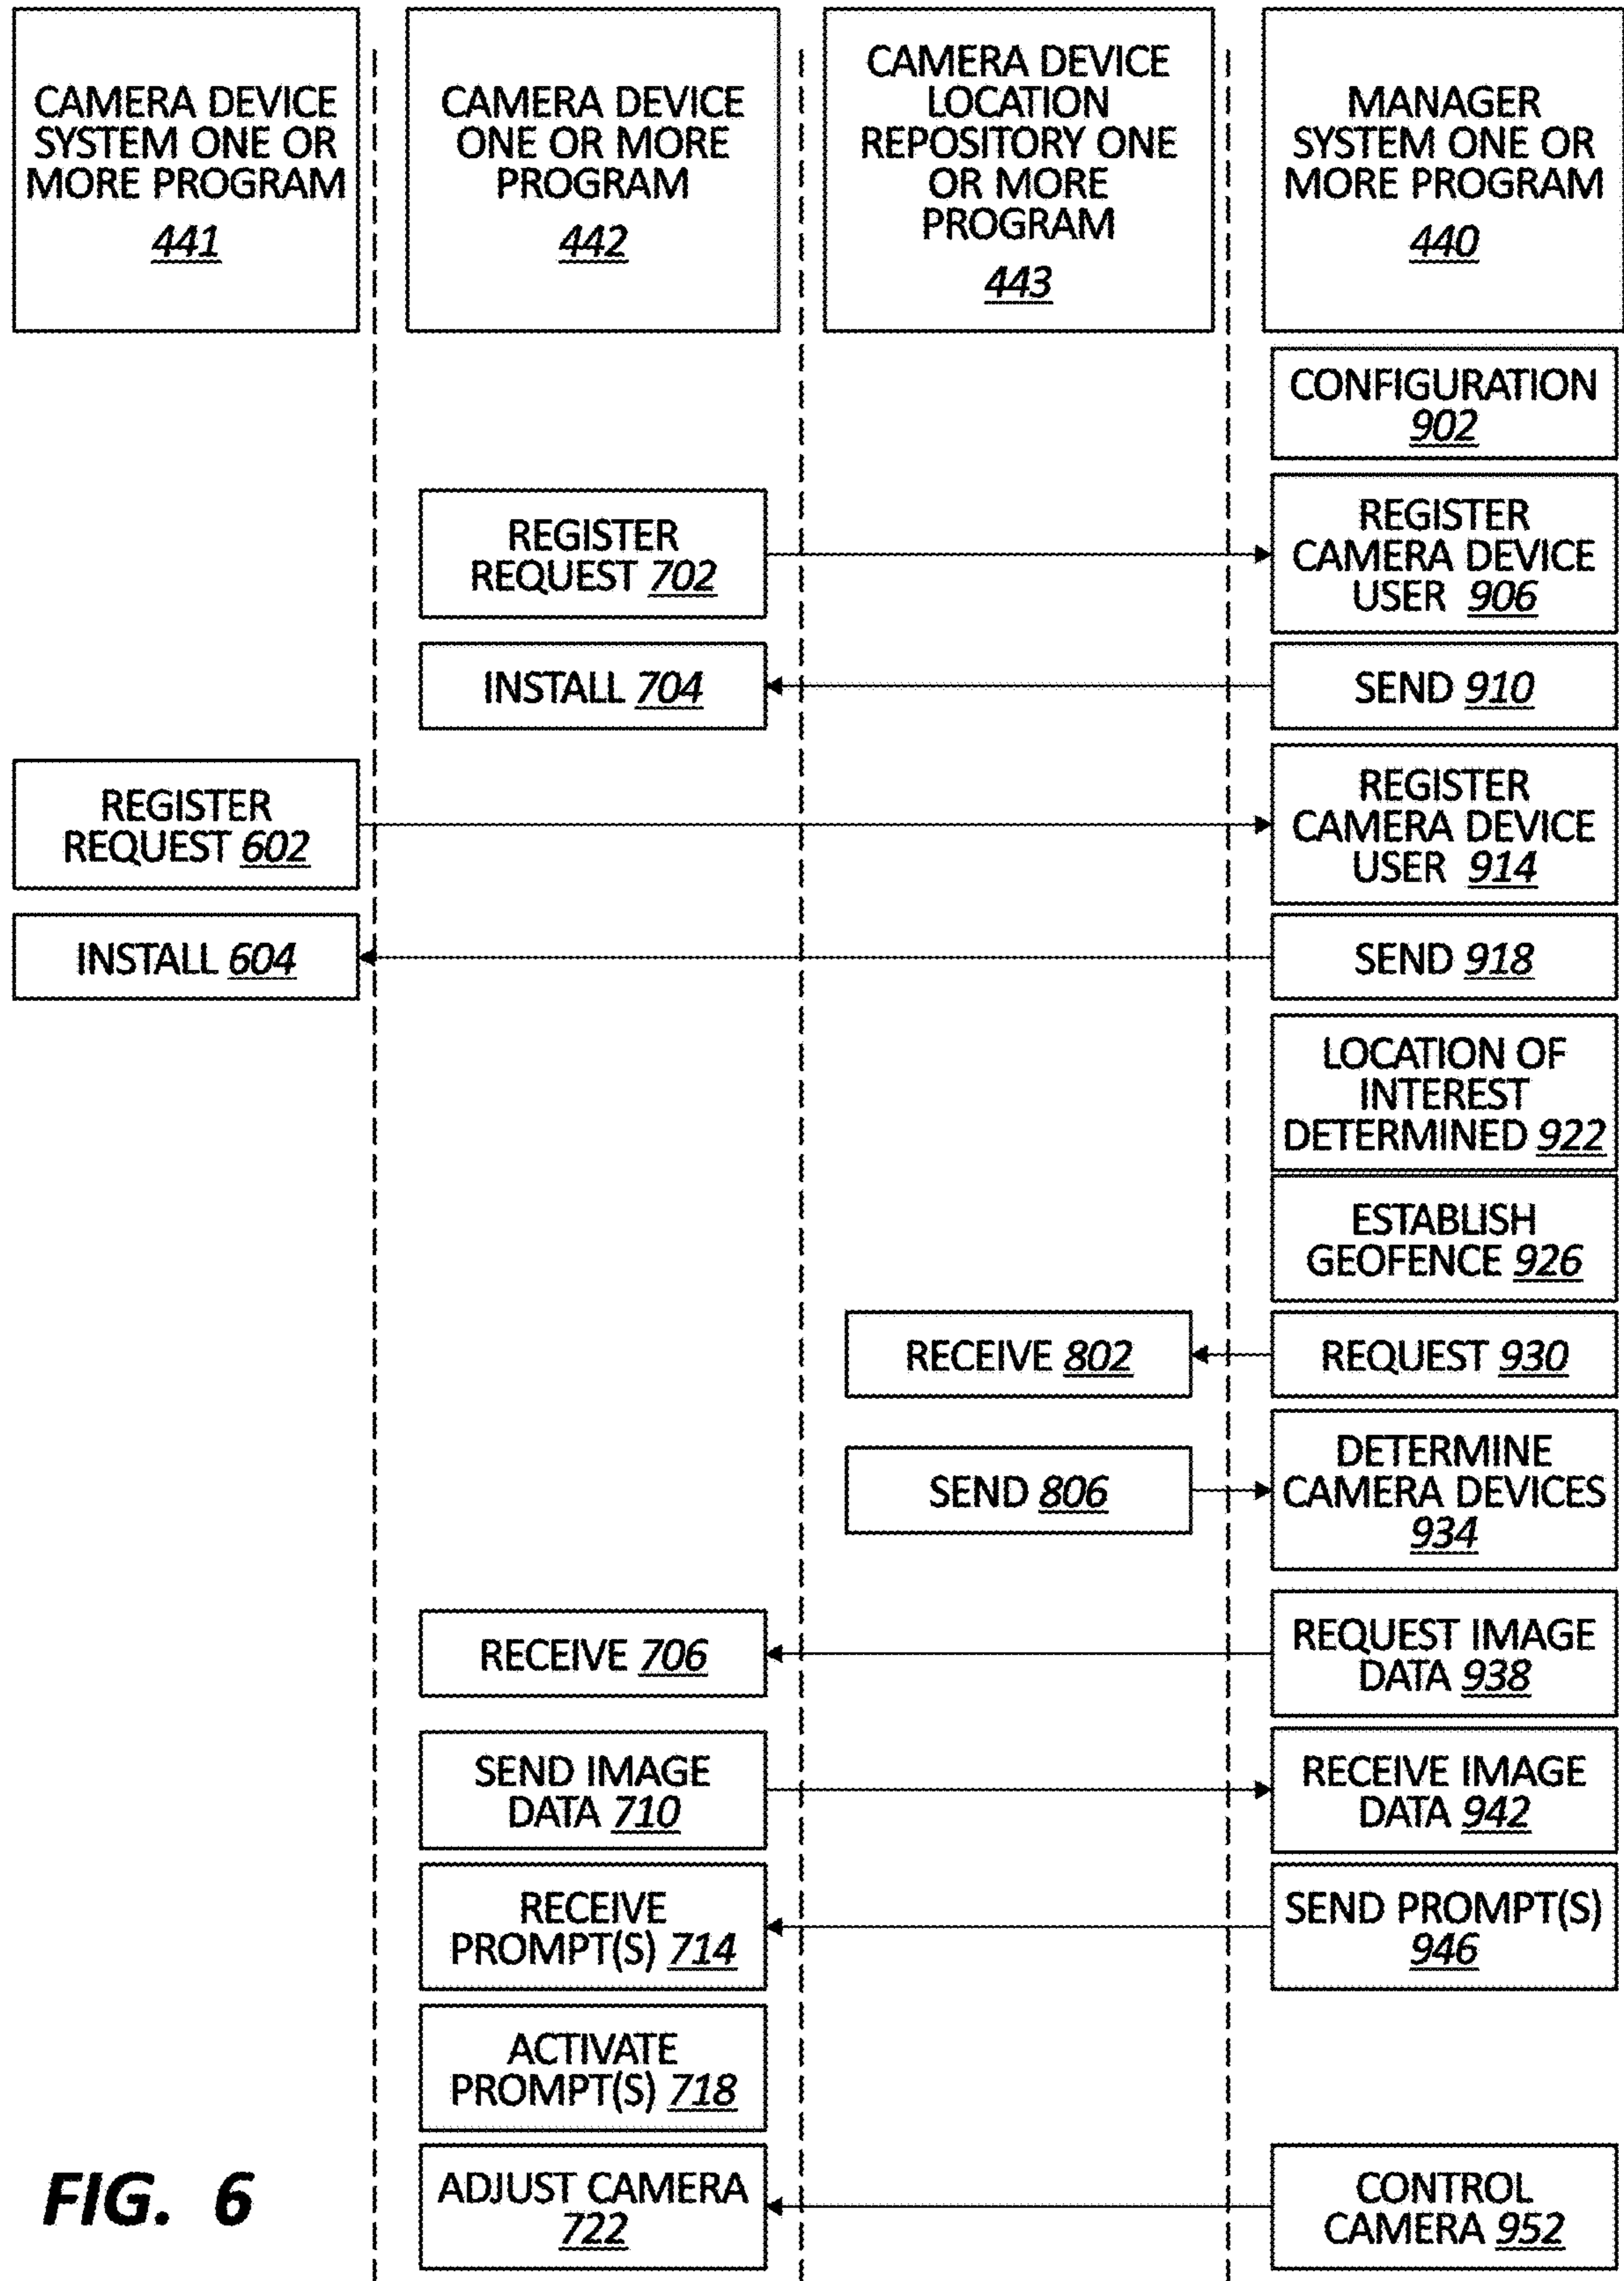 CAMERA DEVICE
SYSTEM ONE OR
MORE PROGRAM
441
CAMERA DEVICE
ONE OR MORE
PROGRAM
442
CAMERA DEVICE
LOCATION
REPOSITORY ONE
OR MORE
PROGRAM
443
MANAGER
SYSTEM ONE OR
MORE PROGRAM
440
CONFIGURATION
902
REGISTER
REQUEST 702
REGISTER
CAMERA DEVICE
USER 906
INSTALL 704
SEND 910
REGISTER
REQUEST 602
REGISTER
CAMERA DEVICE
USER 914
INSTALL 604
SEND 918
LOCATION OF
INTEREST
DETERMINED 922
ESTABLISH
GEOFENCE 926
RECEIVE 802
REQUEST 930
SEND 806
DETERMINE
CAMERA DEVICES
934
RECEIVE 706
REQUEST IMAGE
DATA 938
SEND IMAGE
DATA 710
RECEIVE IMAGE
DATA 942
RECEIVE
PROMPT(S) 714
SEND PROMPT(S)
946
ACTIVATE
PROMPT(S) 718
ADJUST CAMERA
722
CONTROL
CAMERA 952
FIG. 6